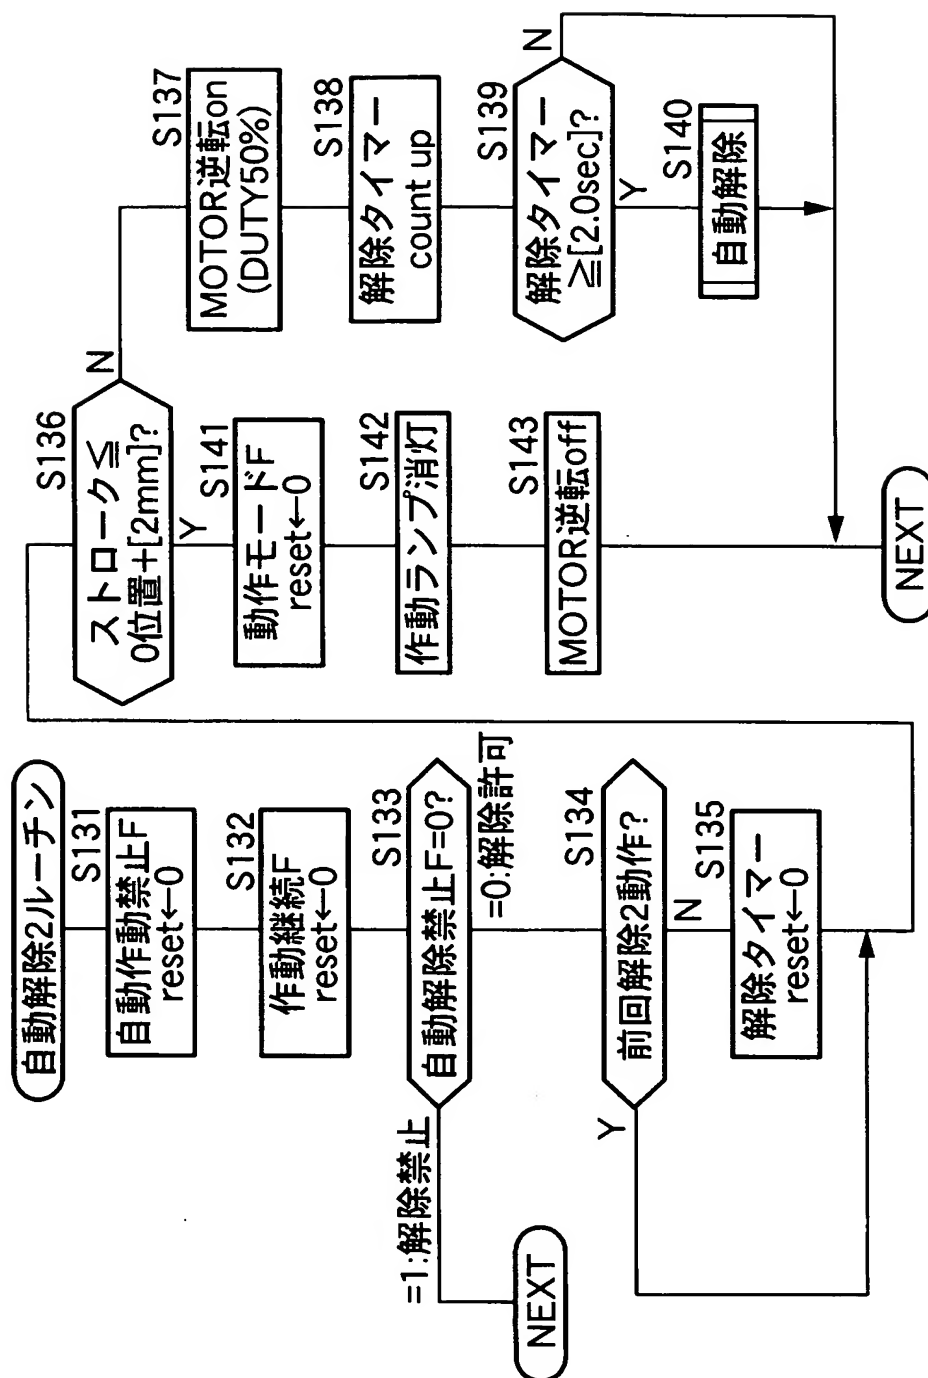 自動解除2ルーチン
S131
自動作動禁止F
reset←0
S132
作動継続F
reset←0
S133
自動解除禁止F=0?
=1:解除禁止
=0:解除許可
NEXT
S134
前回解除2動作?
Y
N
S135
解除タイマー
reset←0
S136
ストローク≦
0位置+[2mm]?
N
Y
S141
動作モードF
reset←0
S142
作動ランプ消灯
S143
MOTOR逆転off
S137
MOTOR逆転on
(DUTY50%)
S138
解除タイマー
count up
S139
解除タイマー
≧[2.0sec]?
N
Y
S140
自動解除
NEXT